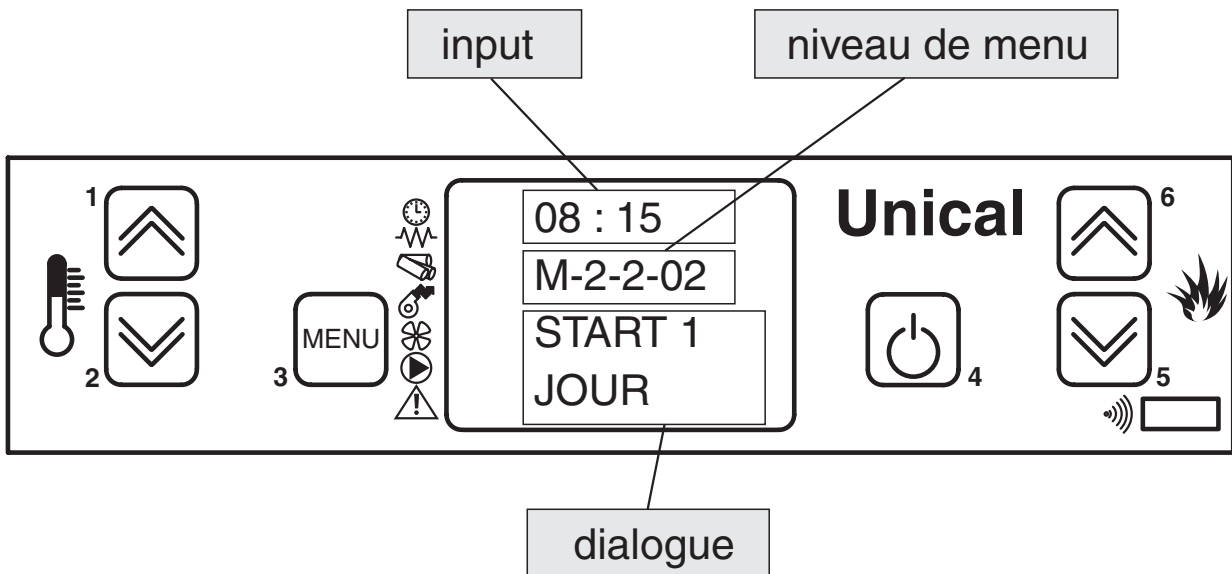 input
niveau de menu
1
08 : 15
Unical
6
M-2-2-02
START 1
MENU
JOUR
2
3
4
5
dialogue